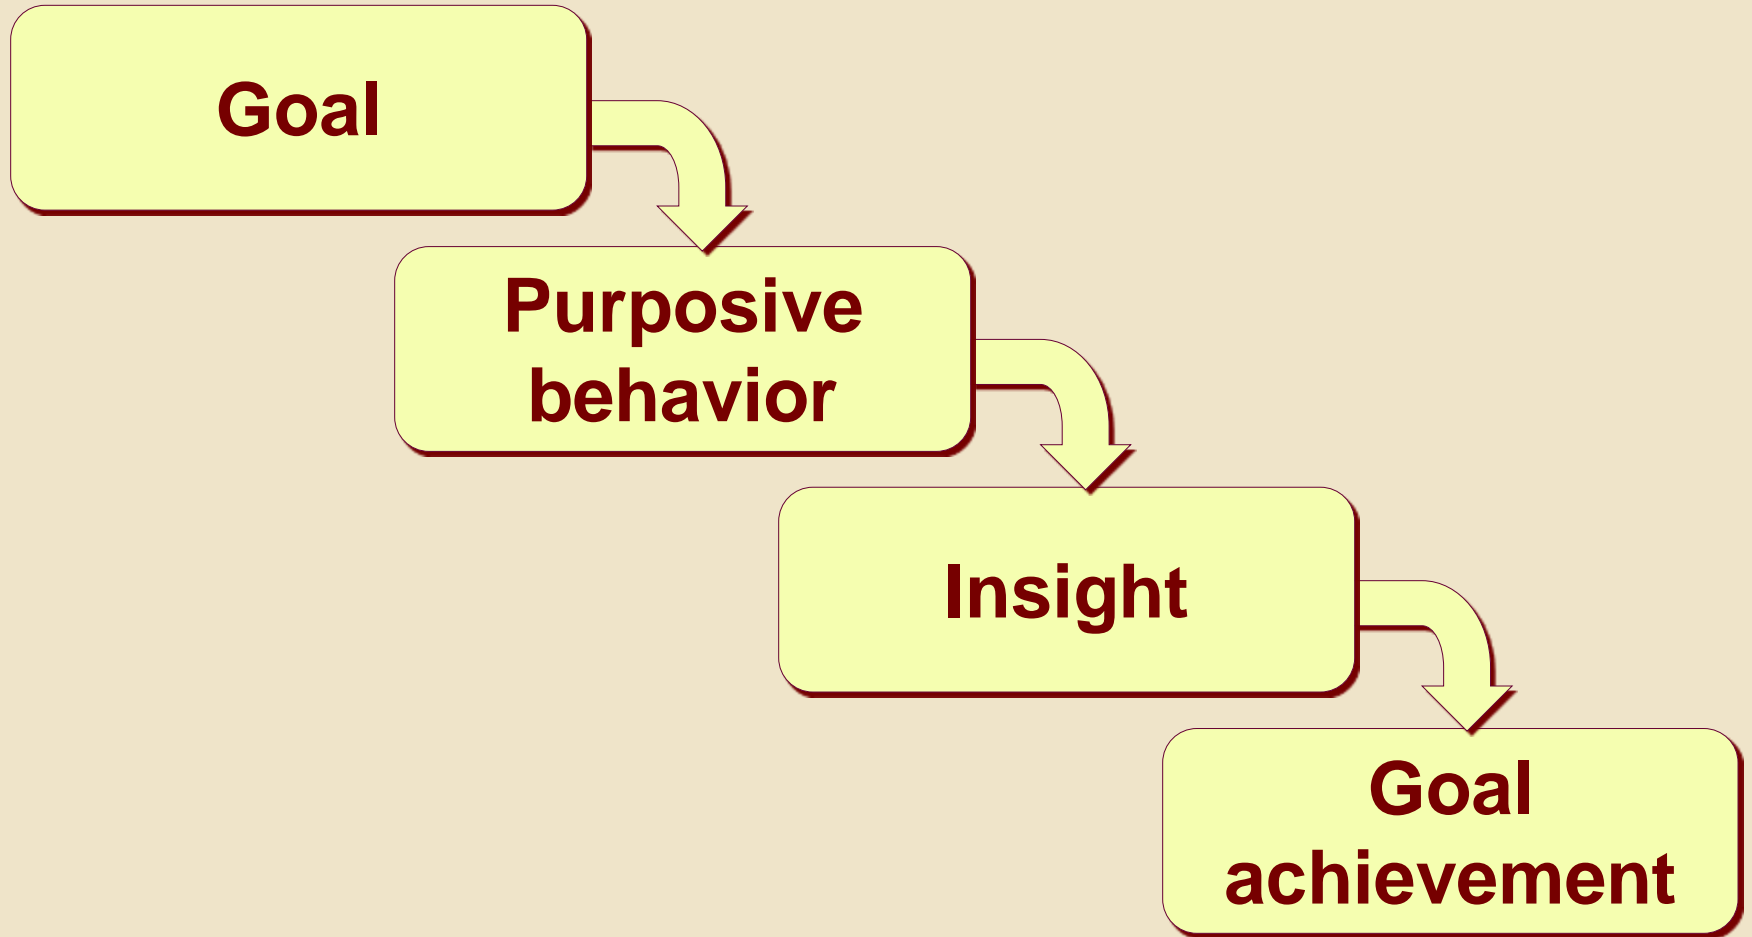 Goal
Purposive
behavior
Insight
Goal
achievement